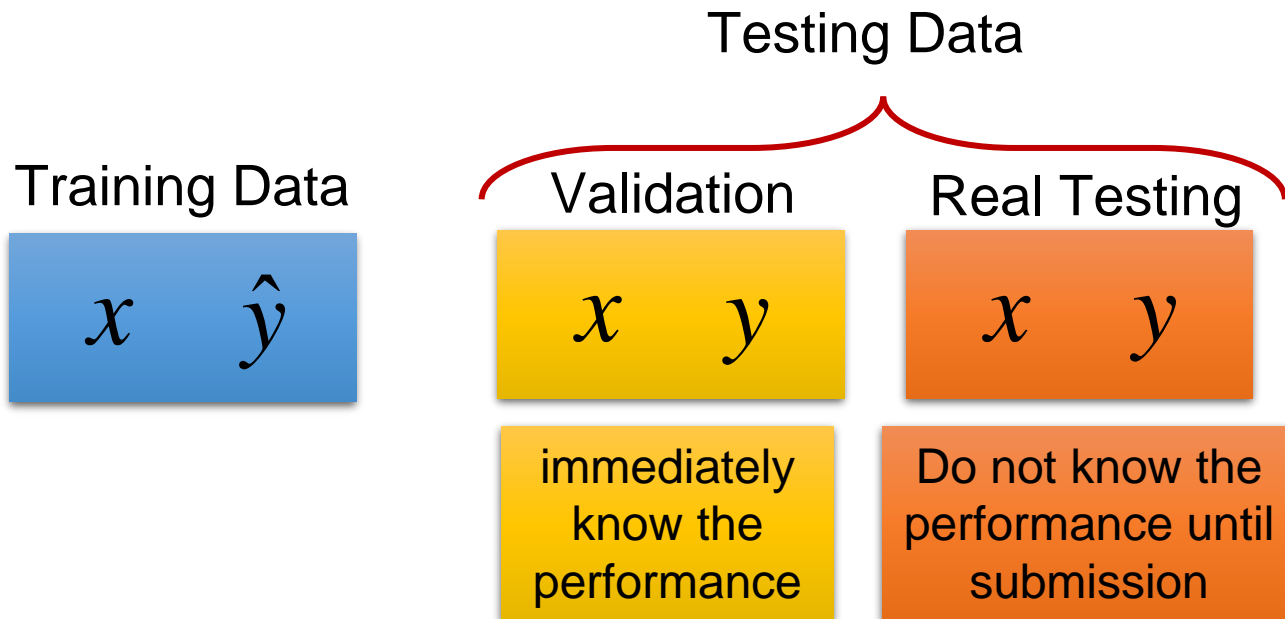 Testing Data
Training Data
Validation
Real Testing
x ŷ
x y
x y
immediately
know the
performance
Do not know the
performance until
submission